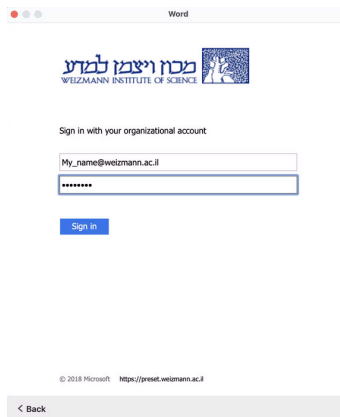 Word
מכון ויצמן למדע
WEIZMANN INSTITUTE OF SCIENCE
Sign in with your organizational account
My_name@weizmann.ac.il
••••••••
Sign in
© 2018 Microsoft https://preset.weizmann.ac.il
< Back